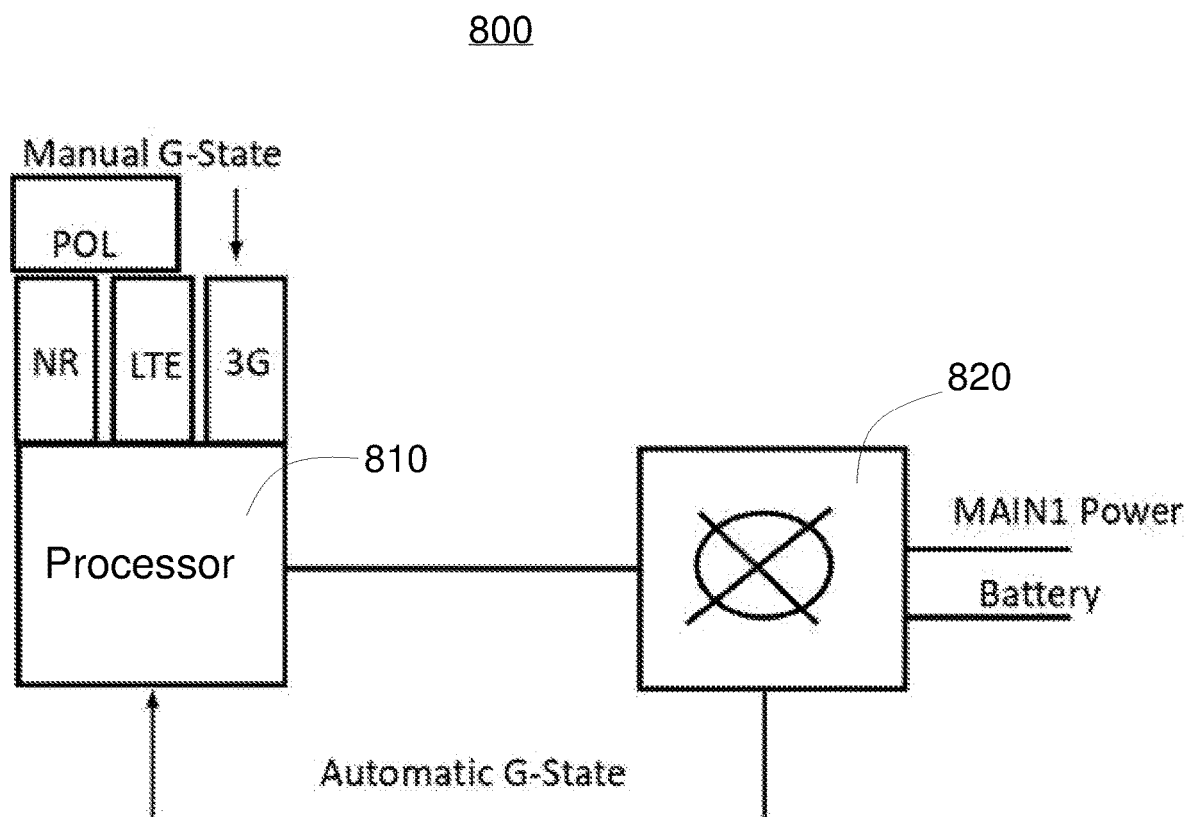 800
Manual G-State
POL
NR
LTE
3G
820
810
MAIN1 Power
Processor
Battery
Automatic G-State